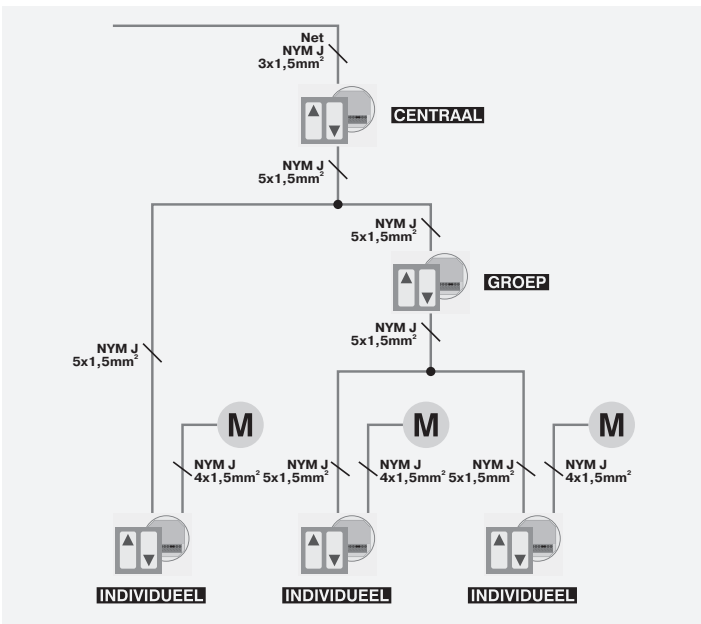 Net
NYM J
3x1,5mm²
CENTRAAL
NYM J
5x1,5mm²
NYM J
5x1,5mm²
GROEP
NYM J
5x1,5mm²
NYM J
5x1,5mm²
M
M
M
NYM J
4x1,5mm²
NYM J
5x1,5mm²
NYM J
4x1,5mm²
NYM J
5x1,5mm²
NYM J
4x1,5mm²
INDIVIDUEEL
INDIVIDUEEL
INDIVIDUEEL